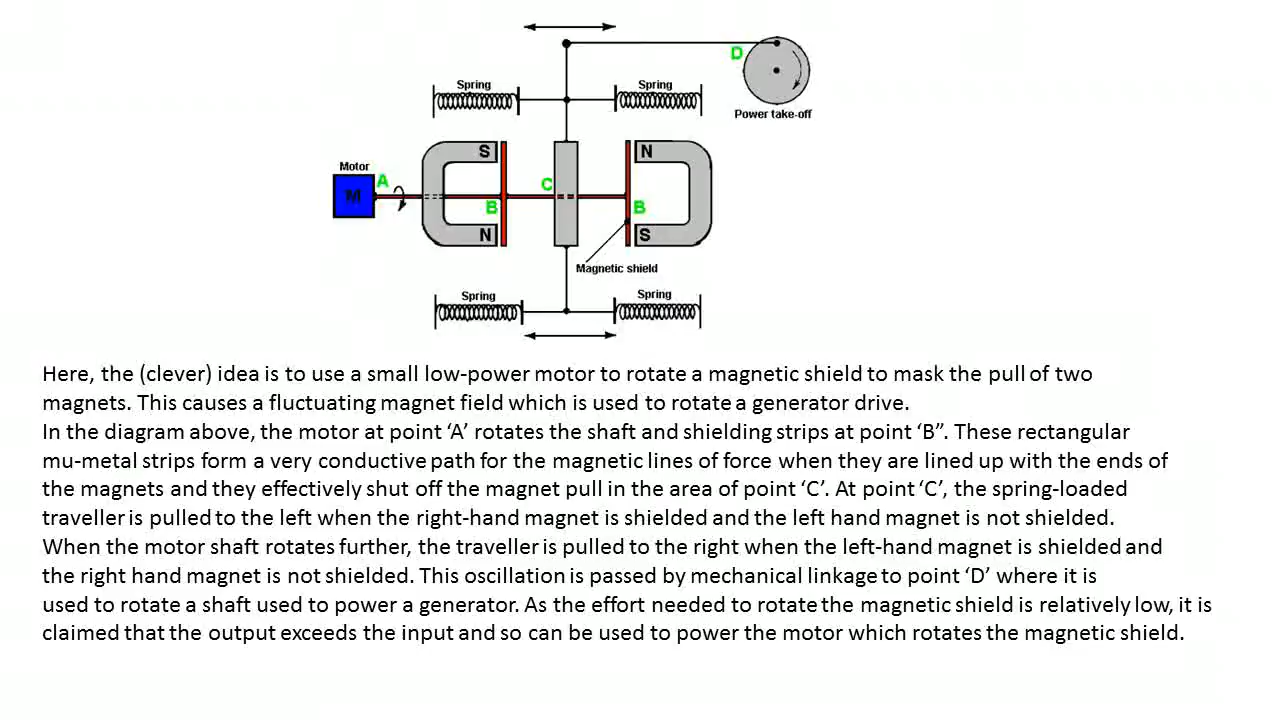 D
Spring
Spring
Power take-off
S
N
Motor
A
C
M
B
B
N
S
Magnetic shield
Spring
Spring
Here, the (clever) idea is to use a small low-power motor to rotate a magnetic shield to mask the pull of two
magnets. This causes a fluctuating magnet field which is used to rotate a generator drive.
In the diagram above, the motor at point ‘A’ rotates the shaft and shielding strips at point ‘B”. These rectangular
mu-metal strips form a very conductive path for the magnetic lines of force when they are lined up with the ends of
the magnets and they effectively shut off the magnet pull in the area of point ‘C’. At point ‘C’, the spring-loaded
traveller is pulled to the left when the right-hand magnet is shielded and the left hand magnet is not shielded.
When the motor shaft rotates further, the traveller is pulled to the right when the left-hand magnet is shielded and
the right hand magnet is not shielded. This oscillation is passed by mechanical linkage to point ‘D’ where it is
used to rotate a shaft used to power a generator. As the effort needed to rotate the magnetic shield is relatively low, it is
claimed that the output exceeds the input and so can be used to power the motor which rotates the magnetic shield.